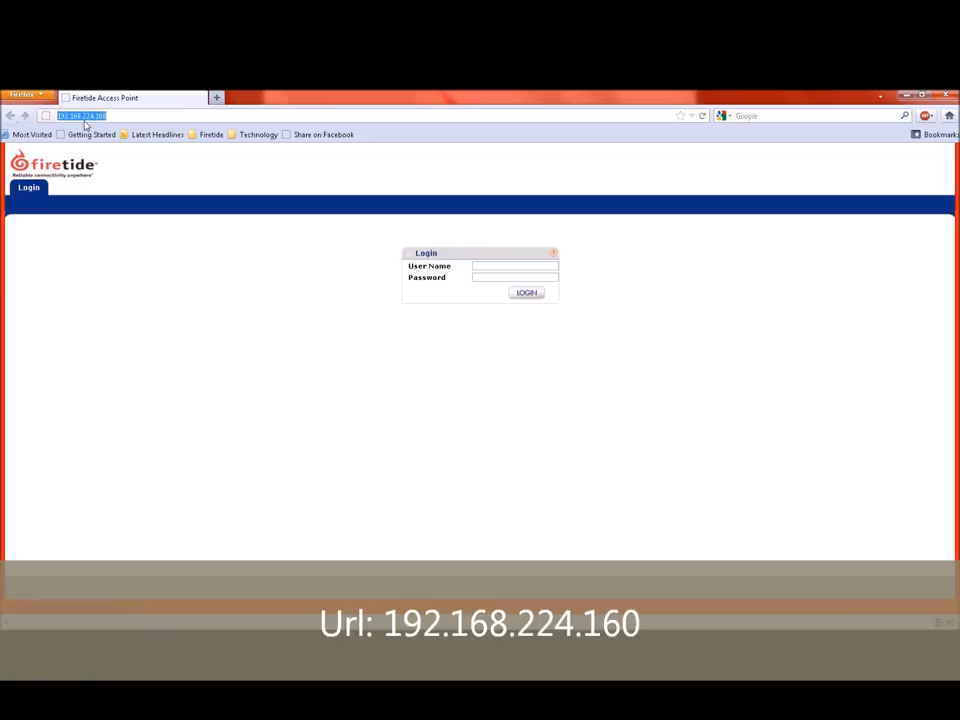 Firefox
Firetide Access Point
192.168.224.160
Google
Most Visited
Getting Started
Latest Headlines
Firetide
Technology
Share on Facebook
Bookmarks
firetide
Reliable connectivity anywhere
Login
Login
User Name
Password
LOGIN
Url: 192.168.224.160